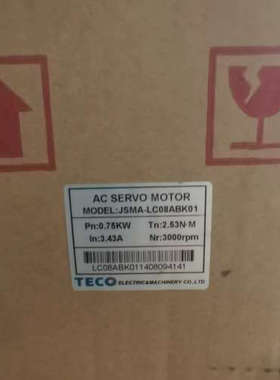 AC SERVO MOTOR
MODEL:JSMA-LC08ABK01
Pn:0.75KW Tn:2.53N·M
In:3.43A Nr:3000rpm
LC08ABK011408094141
TECO ELECTRIC&MACHINERY CO.,LTD